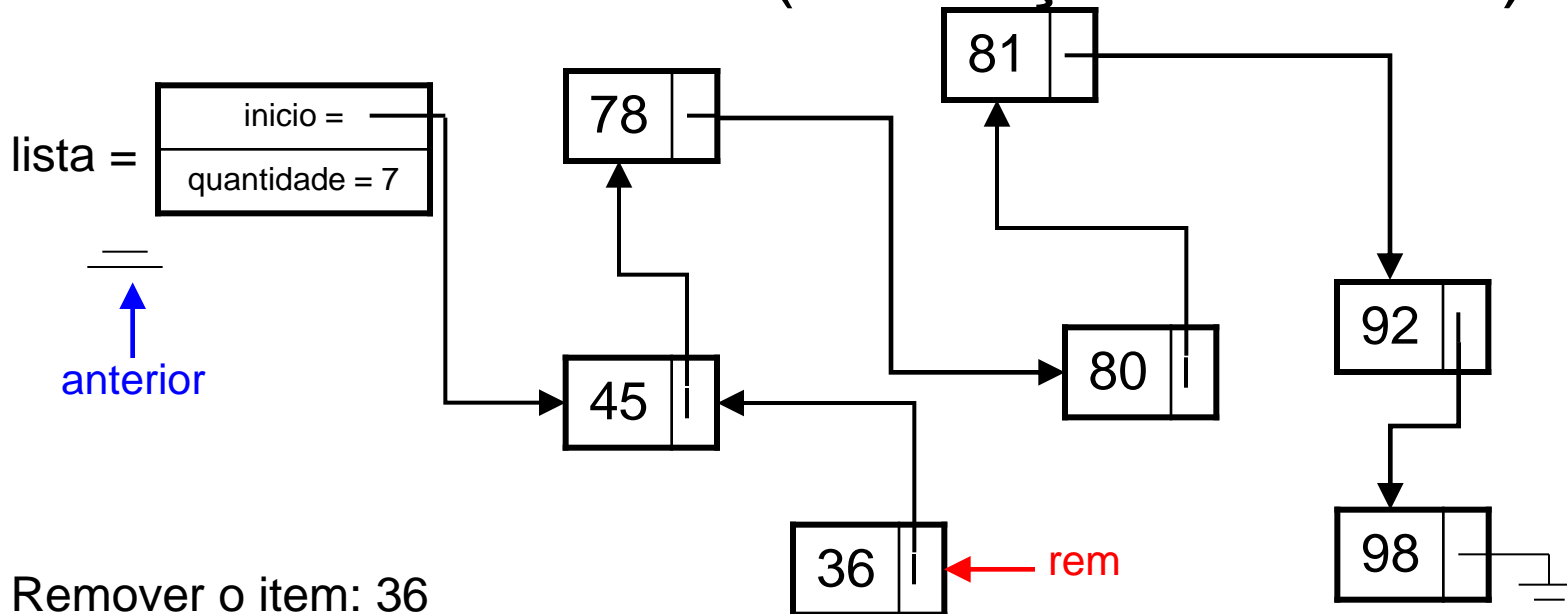 81
inicio =
78
lista =
quantidade = 7
92
anterior
80
45
36
rem
98
Remover o item: 36